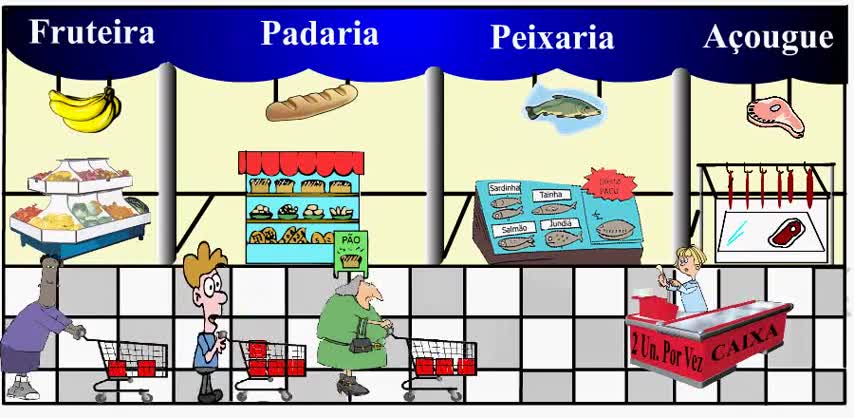 Fruteira
Padaria
Peixaria
Açougue
Sardinha
Tainha
Salmão
Jundiá
Oferta
PACU
PÃO
2 Un. Por Vez
CAIXA